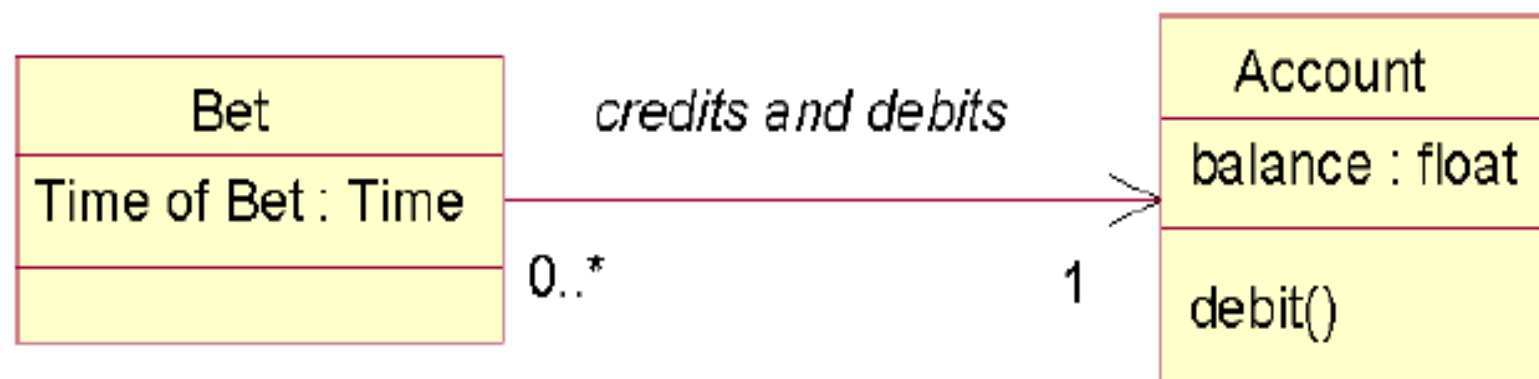 Bet
Time of Bet : Time
credits and debits
0..*
1
Account
balance : float
debit()